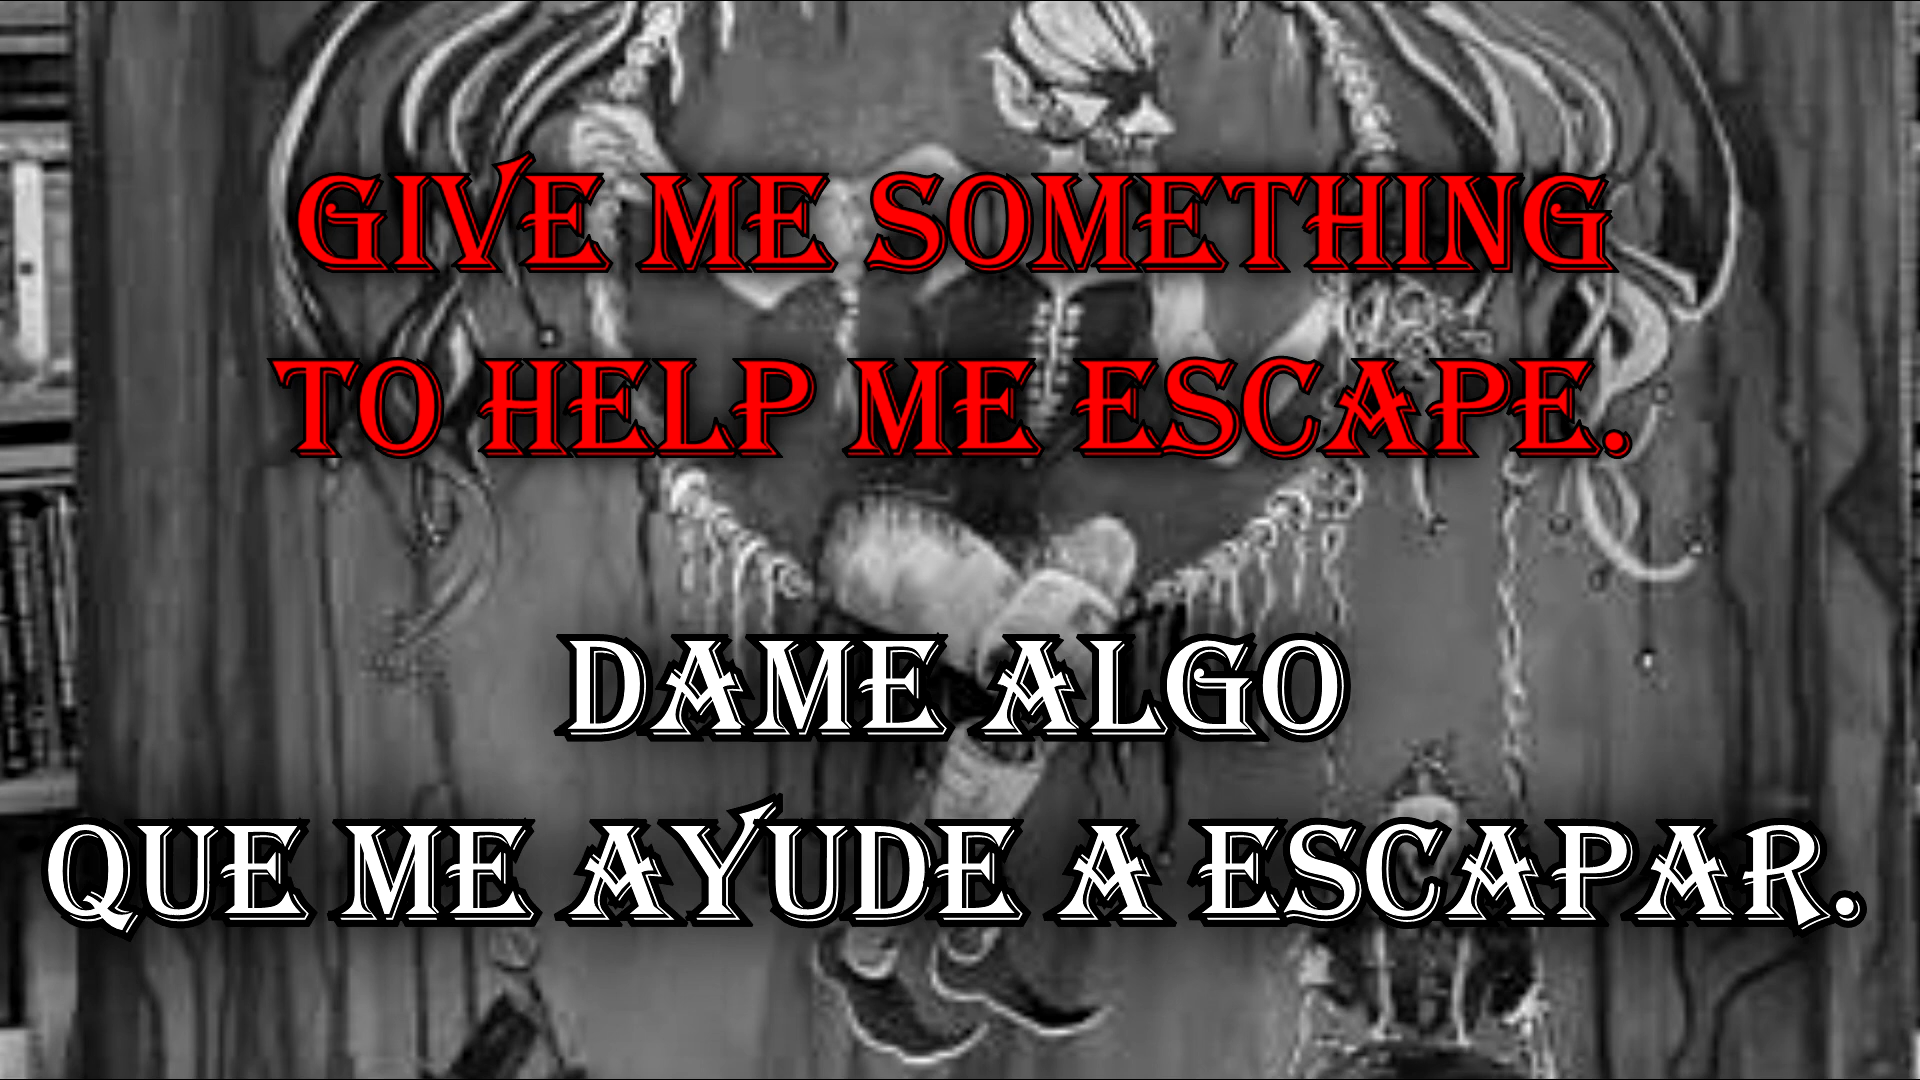 GIVE ME SOMETHING
TO HELP ME ESCAPE.
DAME ALGO
QUE ME AYUDE A ESCAPAR.